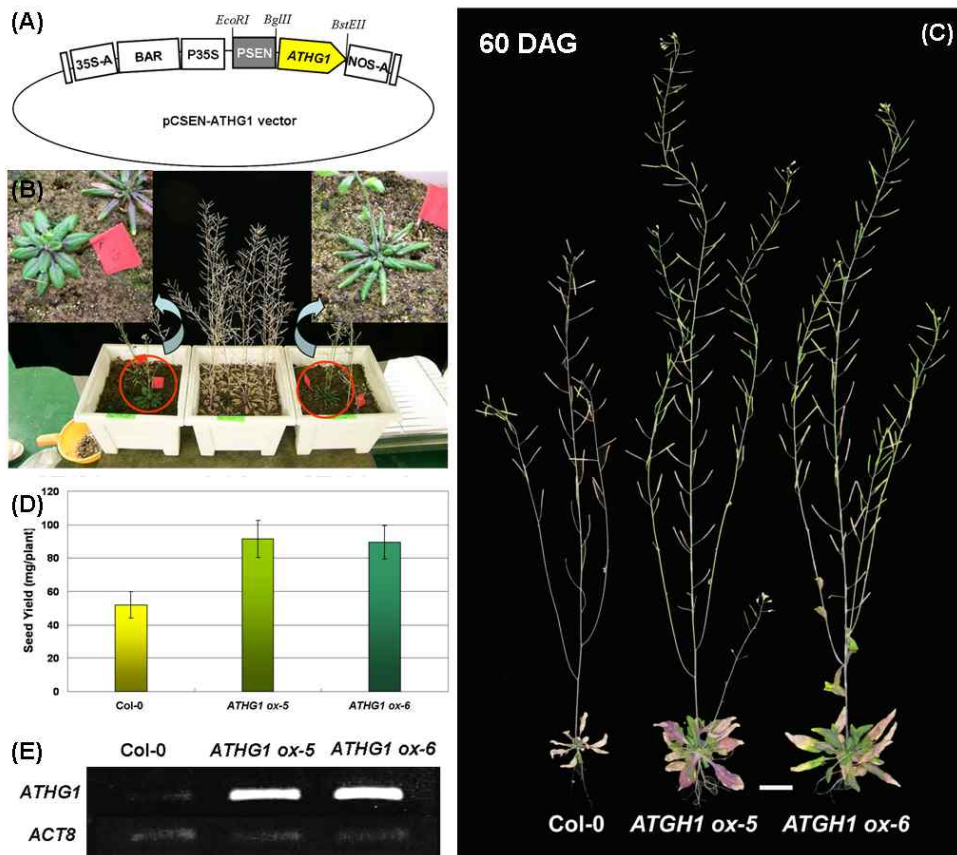 (A)
EcoRI
BglII
BstEII
35S-A
BAR
P35S
PSEN
ATHG1
NOS-A
pCSEN-ATHG1 vector
(B)
60 DAG
(C)
Col-0
ATGH1 ox-5
ATGH1 ox-6
(D)
Seed Yield (mg/plant)
120
100
80
60
40
20
0
Col-0
ATHG1 ox-5
ATHG1 ox-6
(E)
Col-0 ATHG1 ox-5 ATHG1 ox-6
ATHG1
ACT8